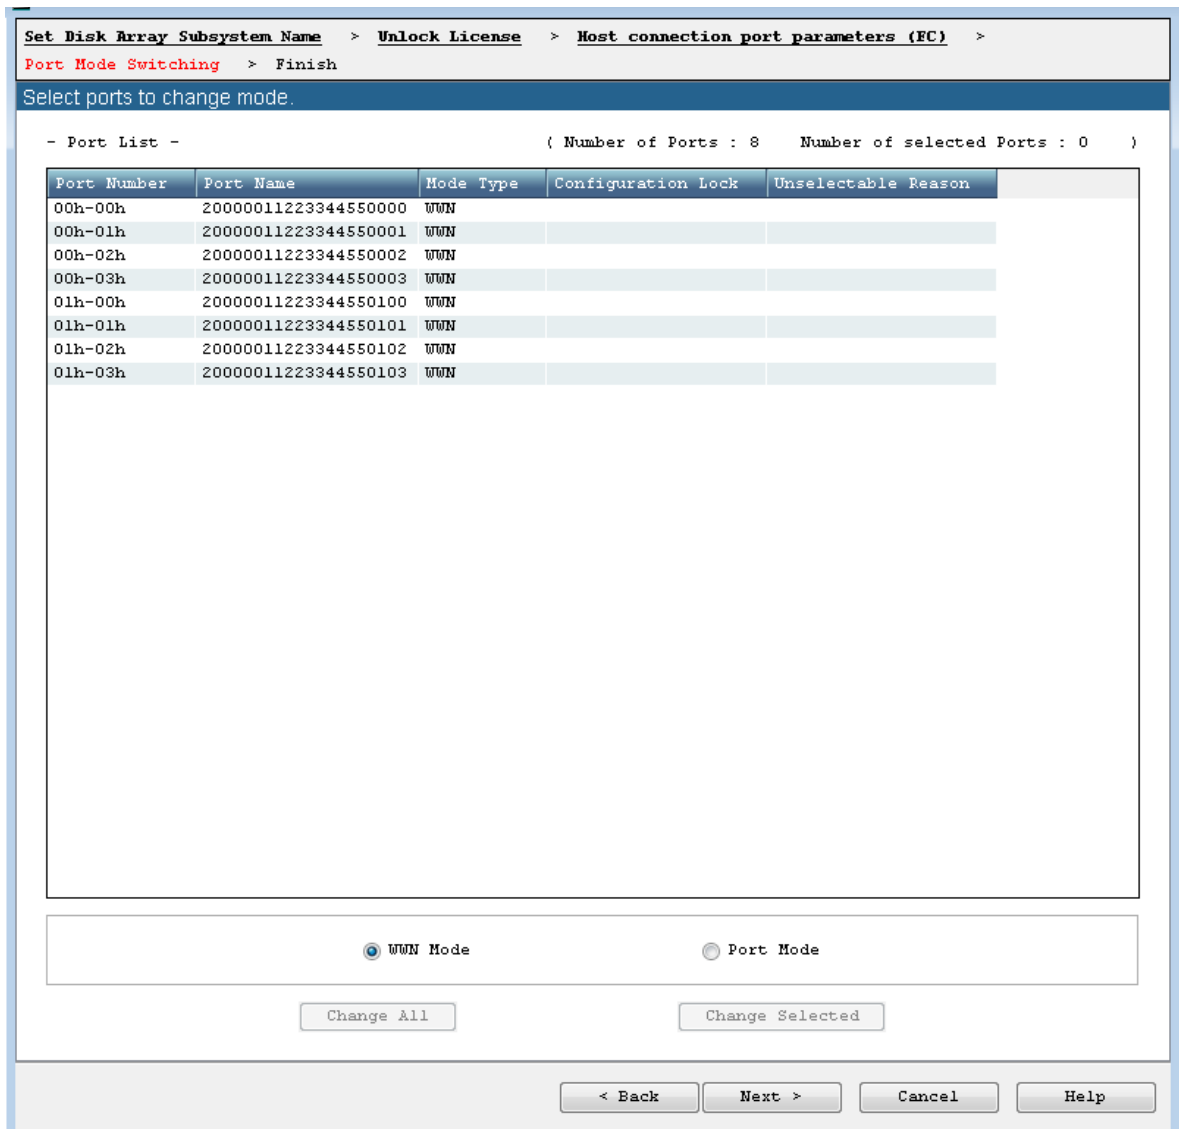 Set Disk Array Subsystem Name > Unlock License > Host connection port parameters (FC) >
Port Mode Switching > Finish
Select ports to change mode.
- Port List - ( Number of Ports : 8 Number of selected Ports : 0 )
Port Number Port Name Mode Type Configuration Lock Unselectable Reason
00h-00h 20000011223344550000 WWN
00h-01h 20000011223344550001 WWN
00h-02h 20000011223344550002 WWN
00h-03h 20000011223344550003 WWN
01h-00h 20000011223344550100 WWN
01h-01h 20000011223344550101 WWN
01h-02h 20000011223344550102 WWN
01h-03h 20000011223344550103 WWN
WWN Mode Port Mode
Change All Change Selected
< Back Next > Cancel Help